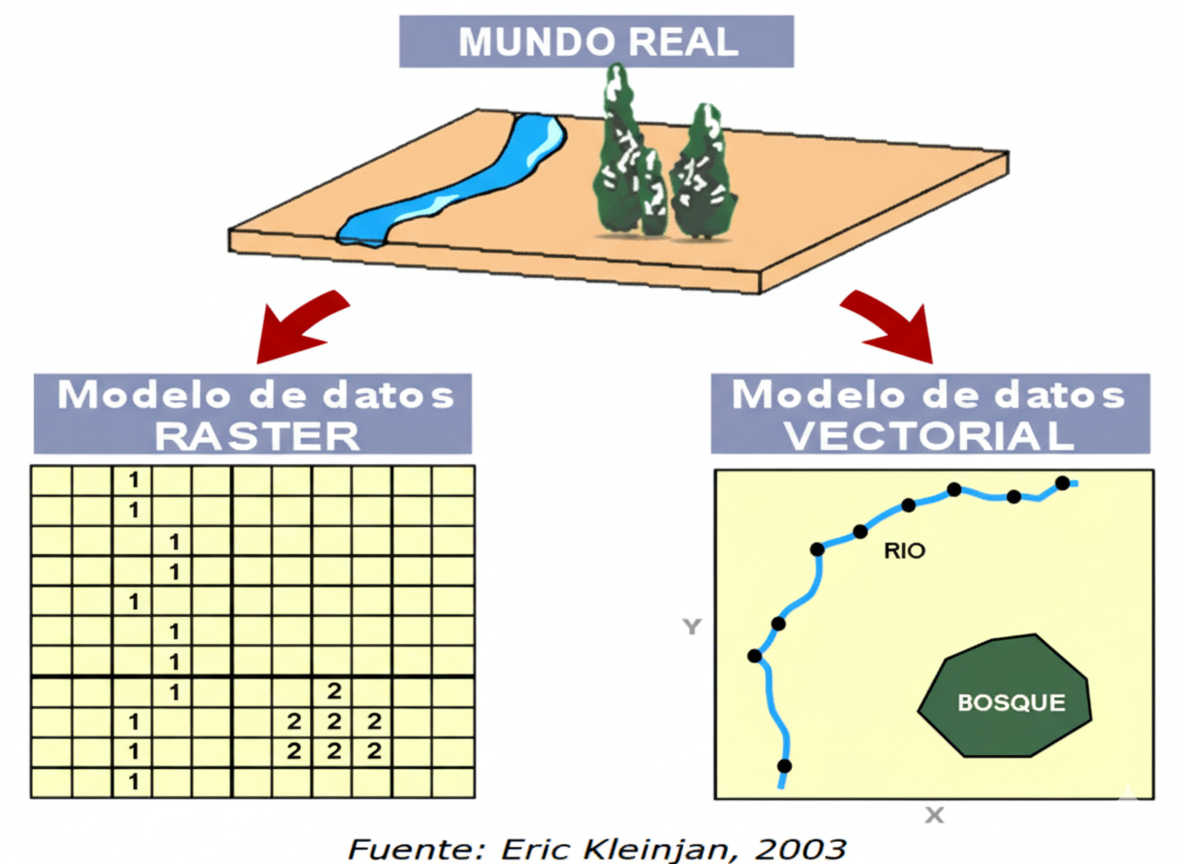 MUNDO REAL
Modelo de datos
RASTER
Modelo de datos
VECTORIAL
1
1
1
1
1
1
1
1 2
1 2 2 2
1 2 2 2
1
RIO
Y
BOSQUE
X
Fuente: Eric Kleinjan, 2003